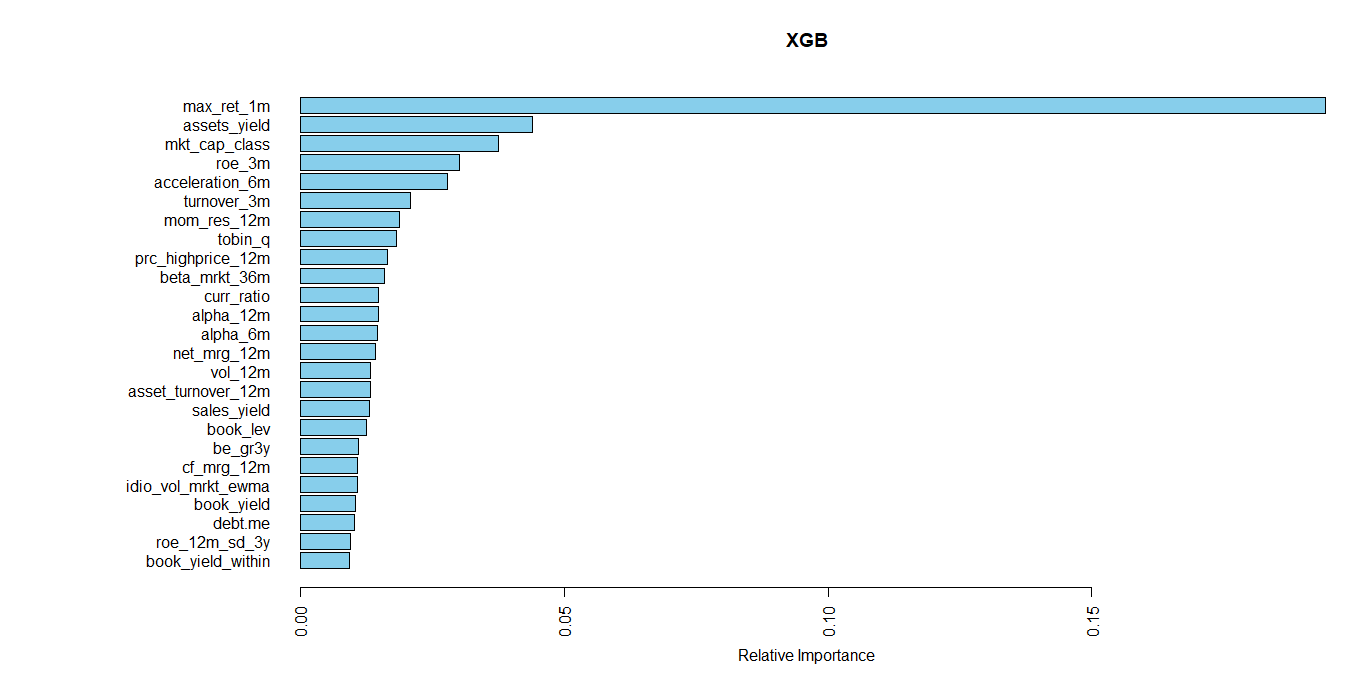 XGB
max_ret_1m
assets_yield
mkt_cap_class
roe_3m
acceleration_6m
turnover_3m
mom_res_12m
tobin_q
prc_highprice_12m
beta_mrkt_36m
curr_ratio
alpha_12m
alpha_6m
net_mrg_12m
vol_12m
asset_turnover_12m
sales_yield
book_lev
be_gr3y
cf_mrg_12m
idio_vol_mrkt_ewma
book_yield
debt.me
roe_12m_sd_3y
book_yield_within
0.00 0.05 0.10 0.15
Relative Importance